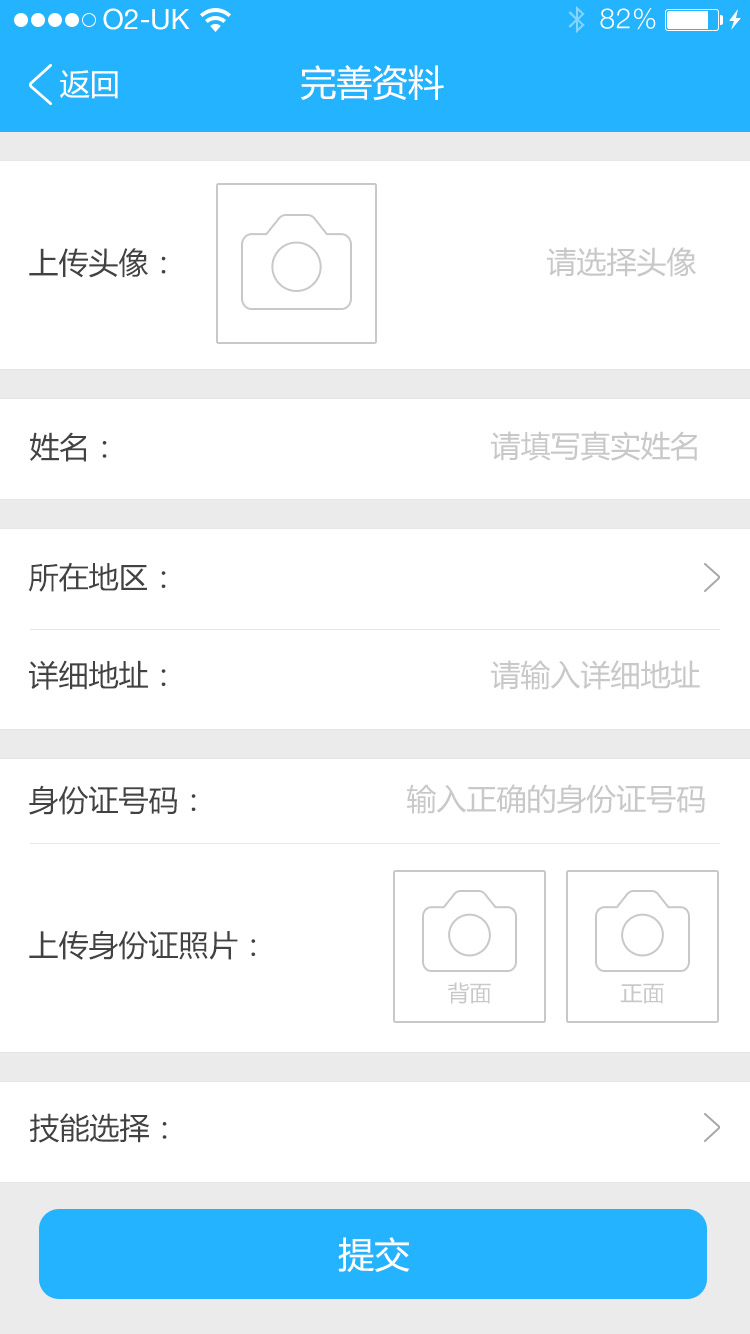 O2-UK 82%
返回 完善资料
上传头像： 请选择头像
姓名： 请填写真实姓名
所在地区：
详细地址： 请输入详细地址
身份证号码： 输入正确的身份证号码
上传身份证照片： 背面 正面
技能选择：
提交